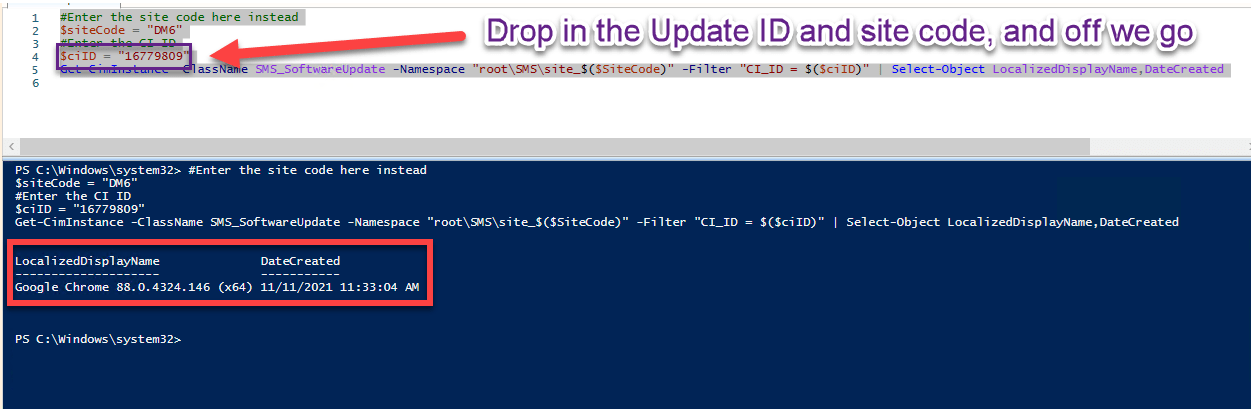 1 #Enter the site code here instead
2 $siteCode = "DM6"
3 #Enter the CI ID
4 $ciID = "16779809"
5 Get-CimInstance -ClassName SMS_SoftwareUpdate -Namespace "root\SMS\site_$($SiteCode)" -Filter "CI_ID = $($ciID)" | Select-Object LocalizedDisplayName,DateCreated
6
Drop in the Update ID and site code, and off we go
PS C:\Windows\system32> #Enter the site code here instead
$siteCode = "DM6"
#Enter the CI ID
$ciID = "16779809"
Get-CimInstance -ClassName SMS_SoftwareUpdate -Namespace "root\SMS\site_$($SiteCode)" -Filter "CI_ID = $($ciID)" | Select-Object LocalizedDisplayName,DateCreated
LocalizedDisplayName DateCreated
-------------------- -----------
Google Chrome 88.0.4324.146 (x64) 11/11/2021 11:33:04 AM
PS C:\Windows\system32>